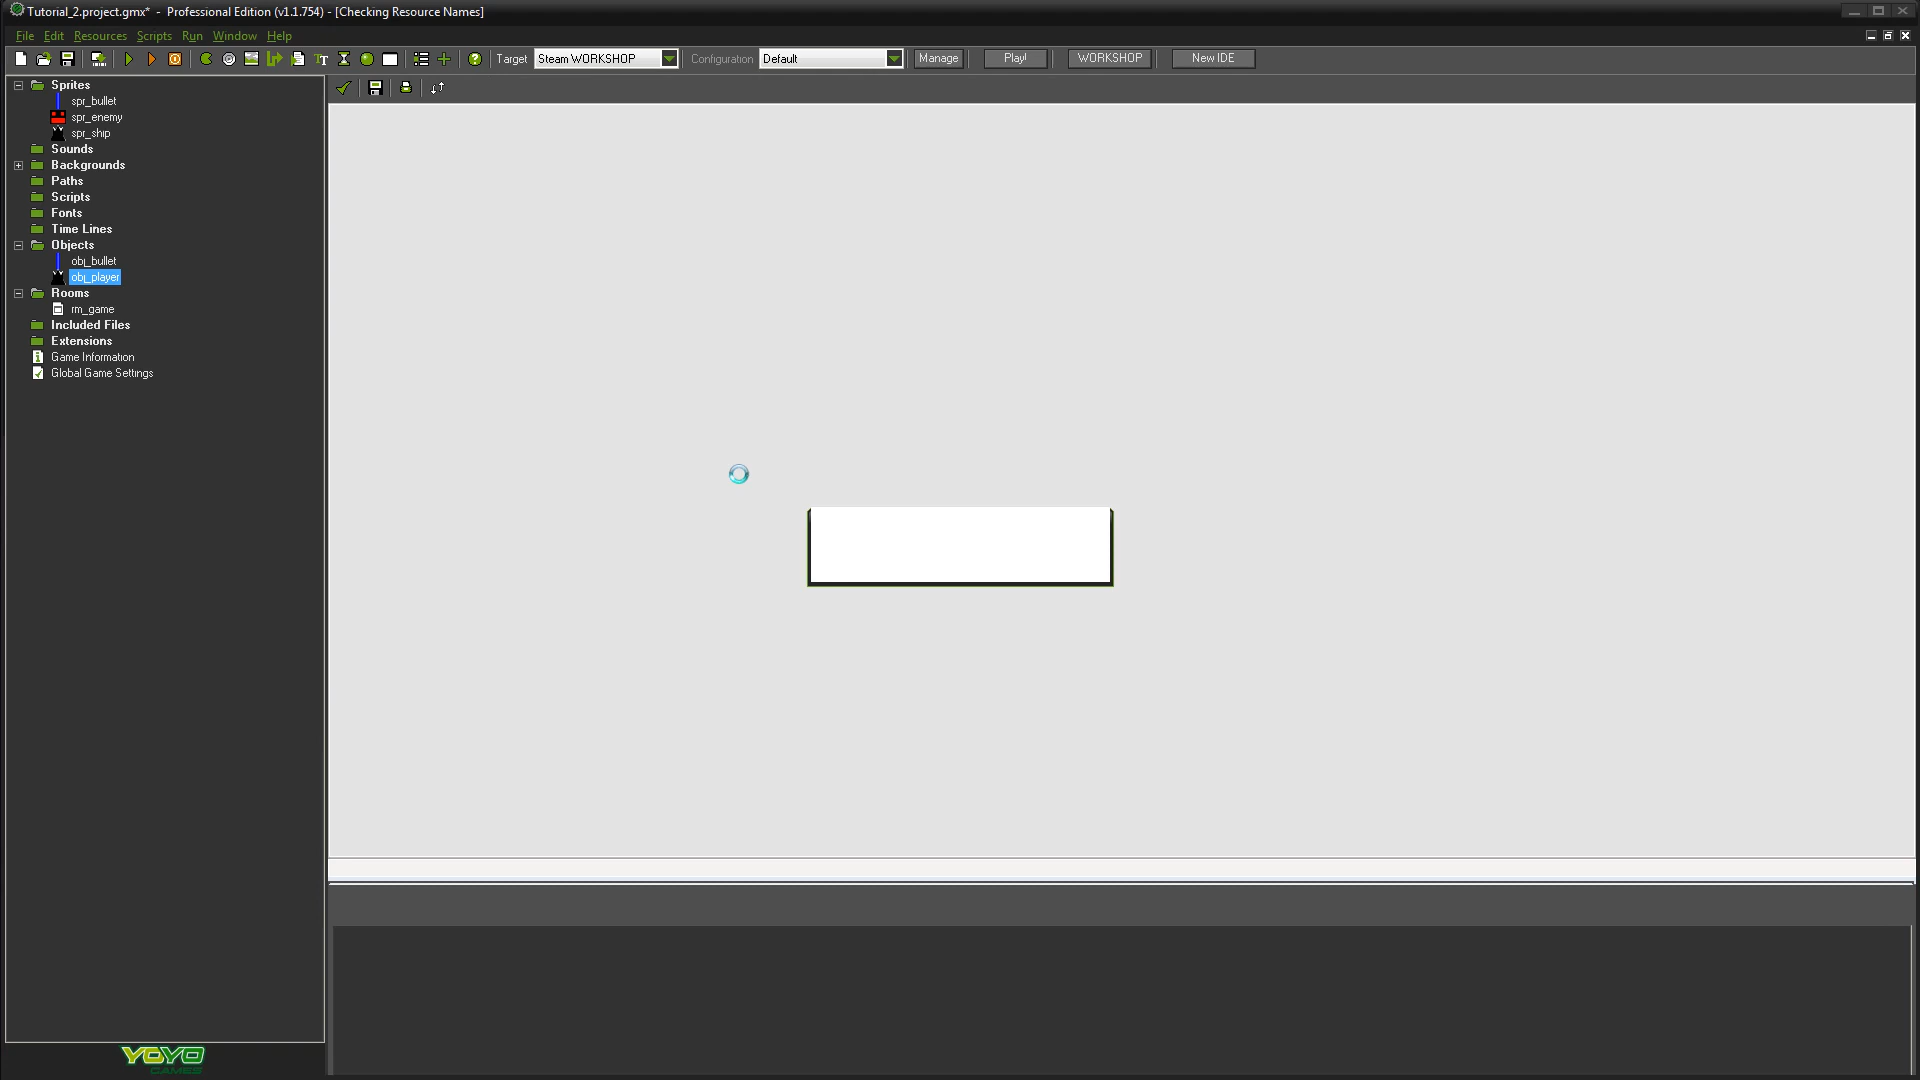 Tutorial_2.project.gmx* - Professional Edition (v1.1.754) - [Checking Resource Names]
File Edit Resources Scripts Run Window Help
Target Steam WORKSHOP Configuration Default Manage Play! WORKSHOP New IDE
Sprites
spr_bullet
spr_enemy
spr_ship
Sounds
Backgrounds
Paths
Scripts
Fonts
Time Lines
Objects
obj_bullet
obj_player
Rooms
rm_game
Included Files
Extensions
Game Information
Global Game Settings
YOYO
GAMES